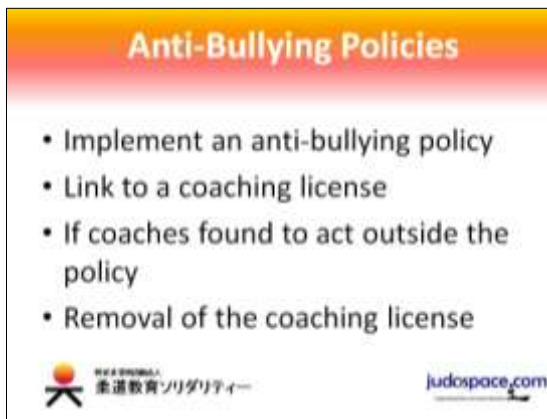 Anti-Bullying Policies
• Implement an anti-bullying policy
• Link to a coaching license
• If coaches found to act outside the
policy
• Removal of the coaching license
柔道教育ソリダリティー
judospace.com